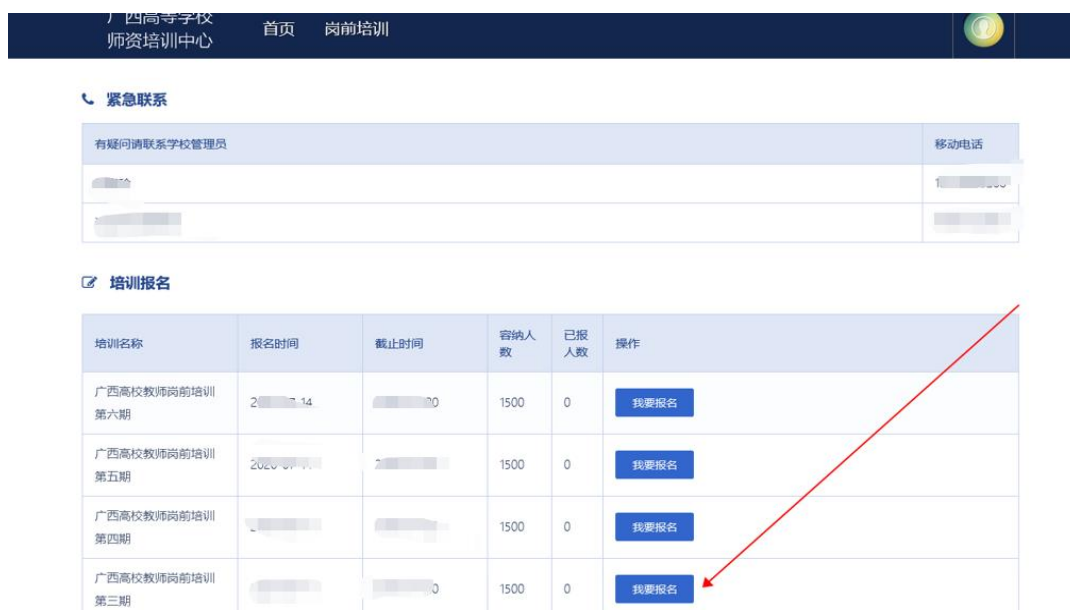 广西高等学校
师资培训中心
首页 岗前培训
紧急联系
有疑问请联系学校管理员 移动电话
培训报名
培训名称 报名时间 截止时间 容纳人
数 已报
人数 操作
广西高校教师岗前培训
第六期 1500 0 我要报名
广西高校教师岗前培训
第五期 1500 0 我要报名
广西高校教师岗前培训
第四期 1500 0 我要报名
广西高校教师岗前培训
第三期 1500 0 我要报名